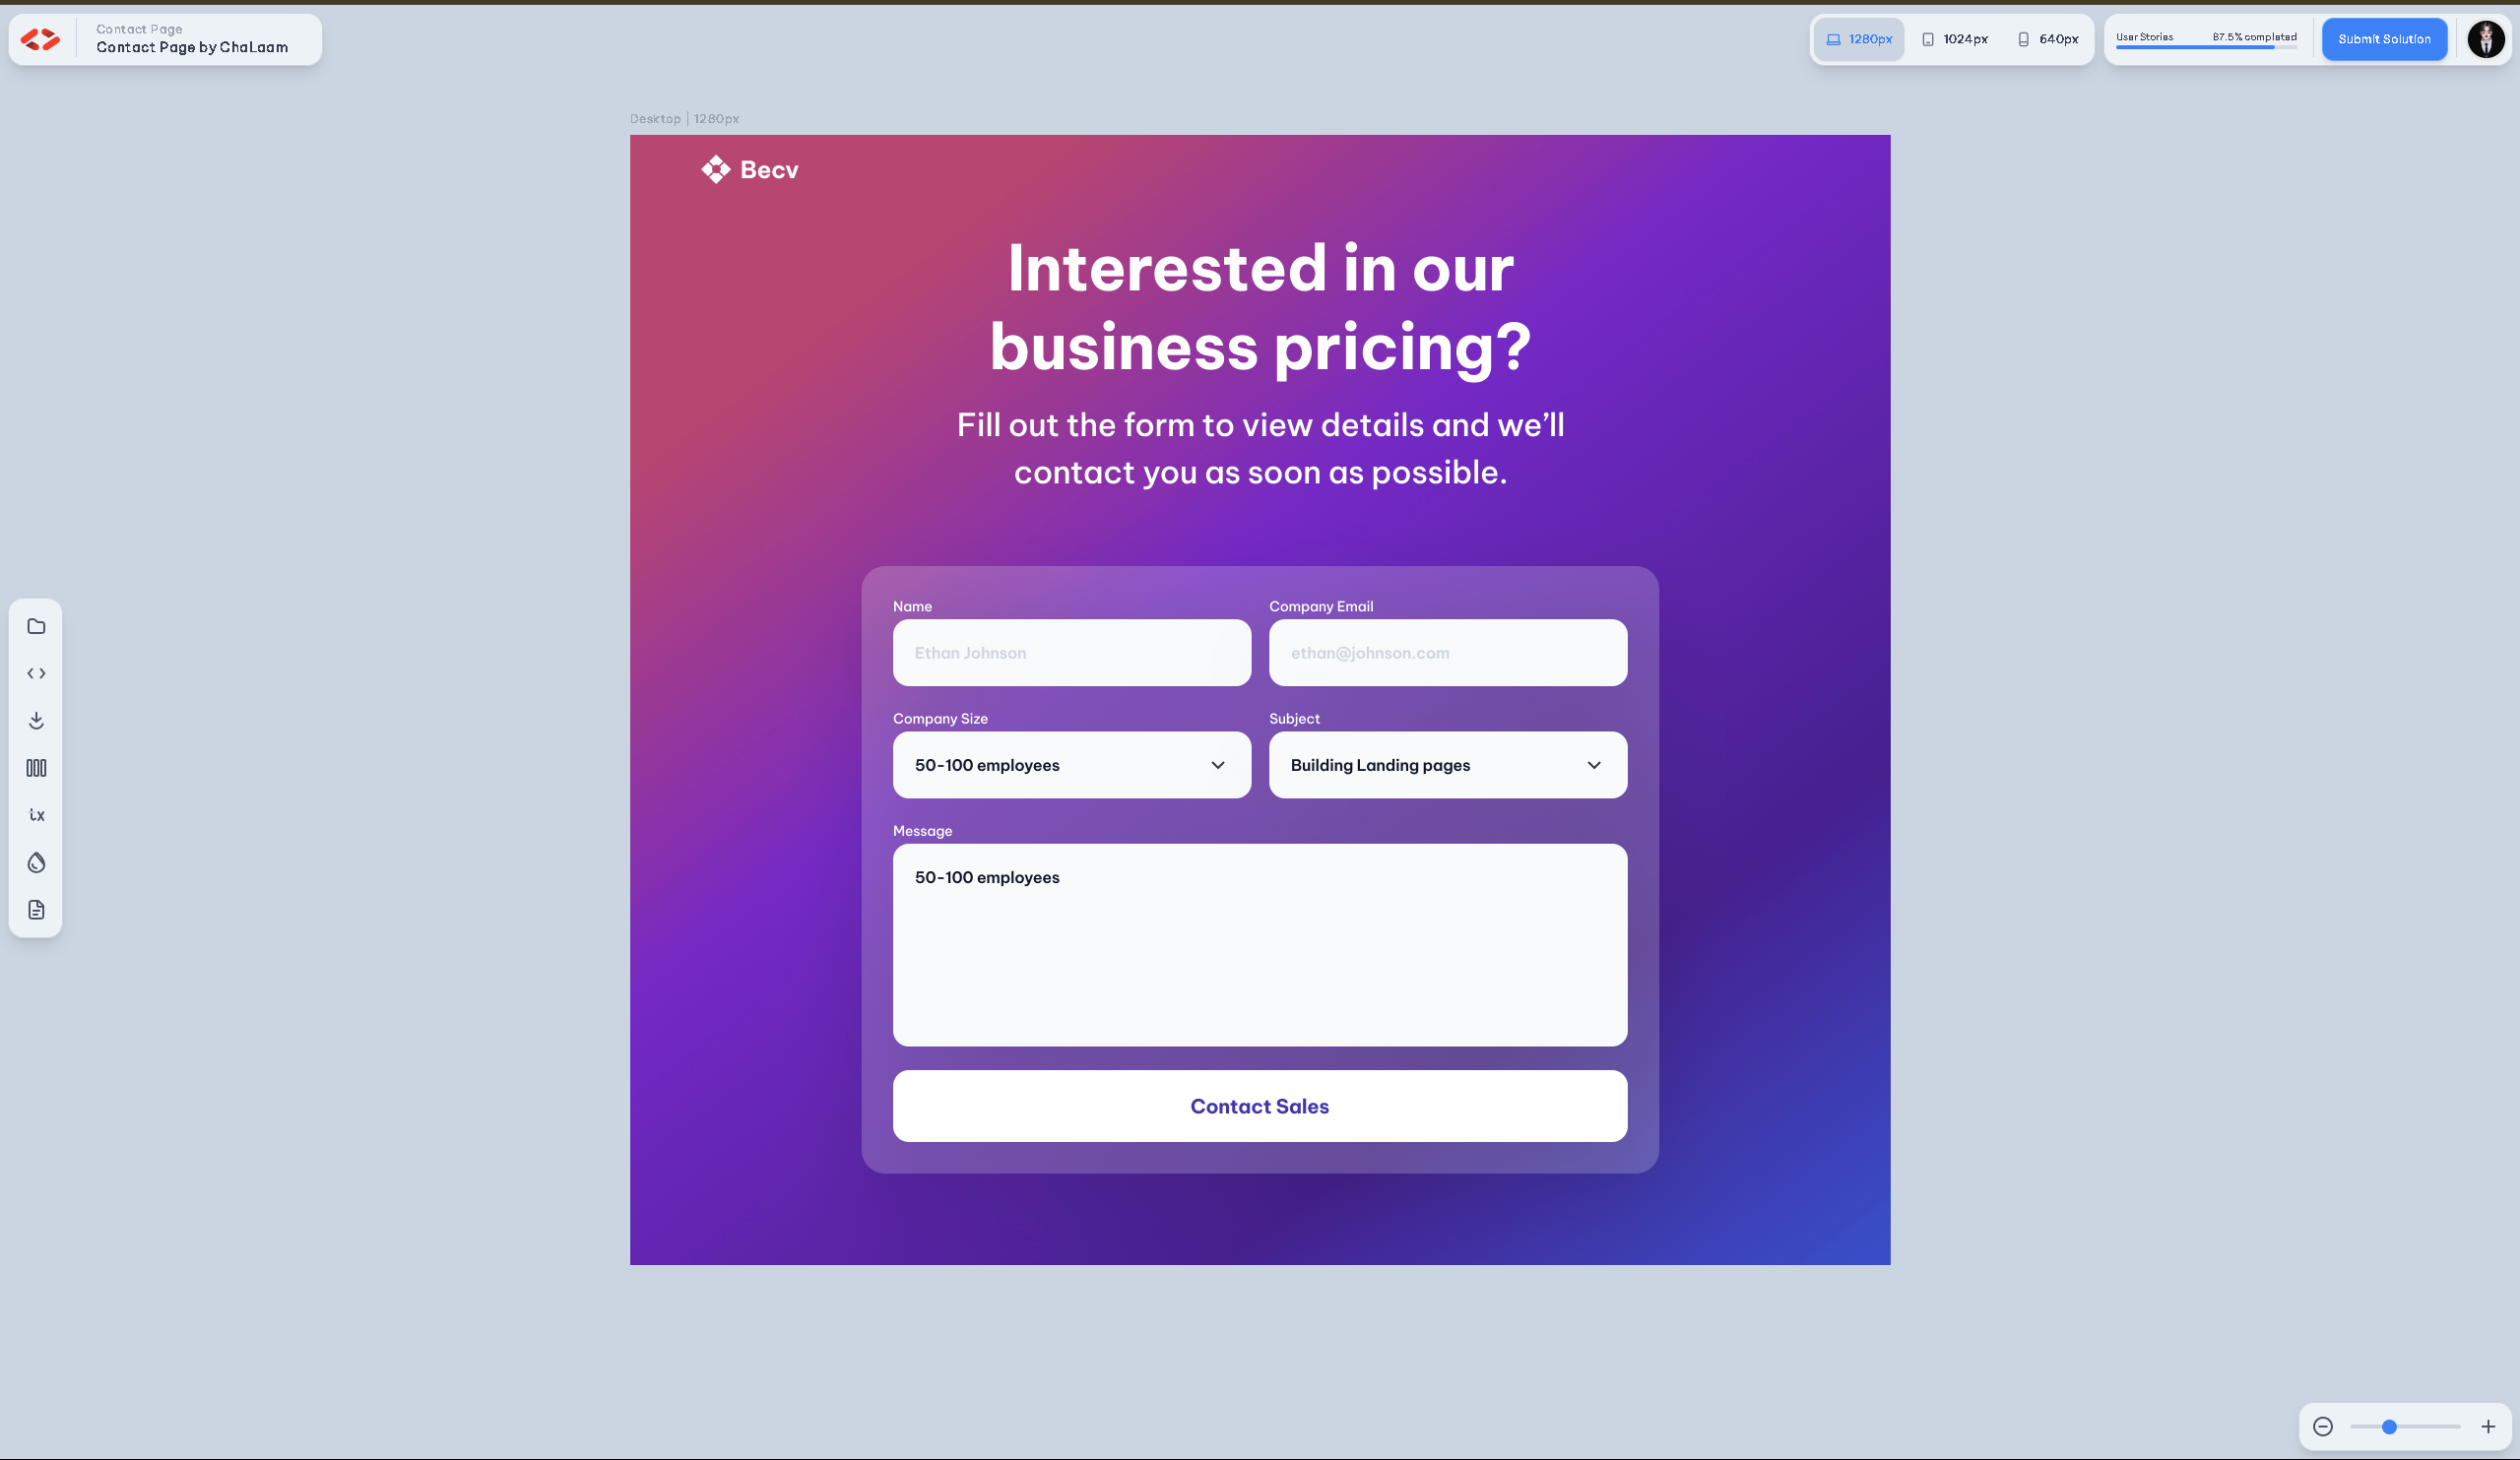 Contact Page
Contact Page by ChaLaam
1280px
1024px
640px
User Stories
87.5% completed
Submit Solution
Desktop | 1280px
Becv
Interested in our
business pricing?
Fill out the form to view details and we’ll
contact you as soon as possible.
Name
Company Email
Ethan Johnson
ethan@johnson.com
Company Size
Subject
50-100 employees
Building Landing pages
Message
50-100 employees
Contact Sales